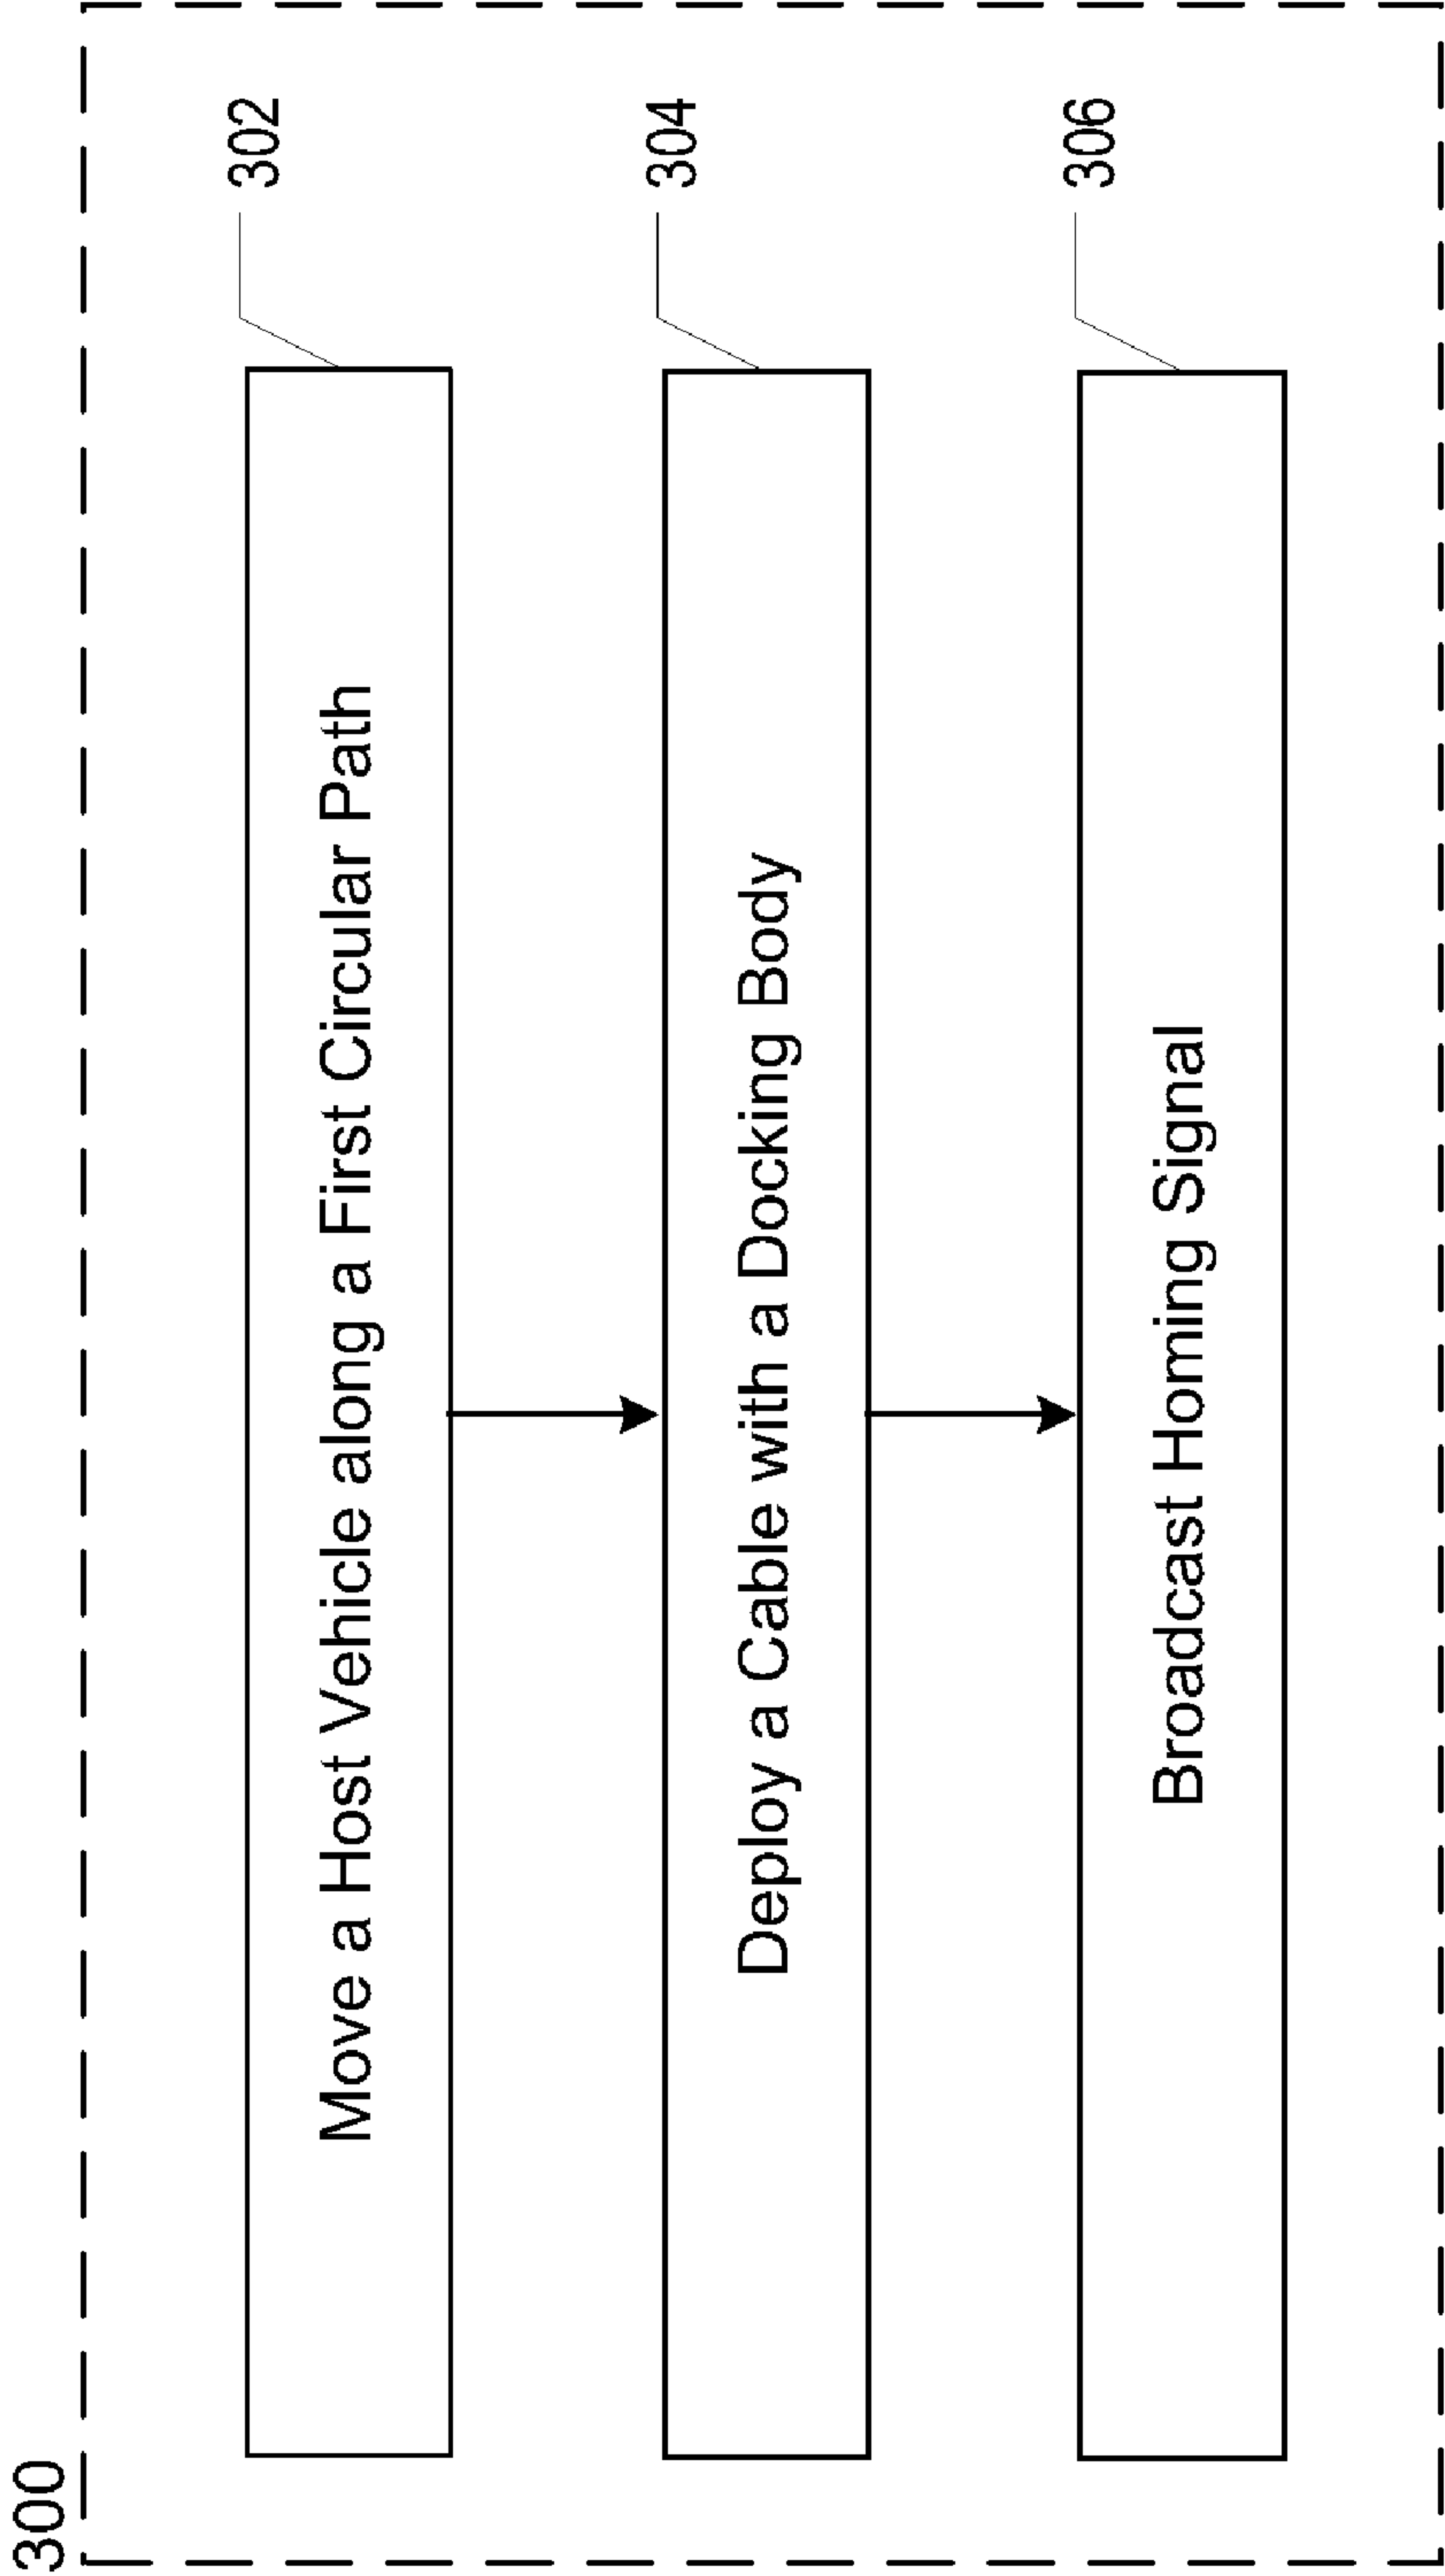 300
Move a Host Vehicle along a First Circular Path
302
Deploy a Cable with a Docking Body
304
Broadcast Homing Signal
306